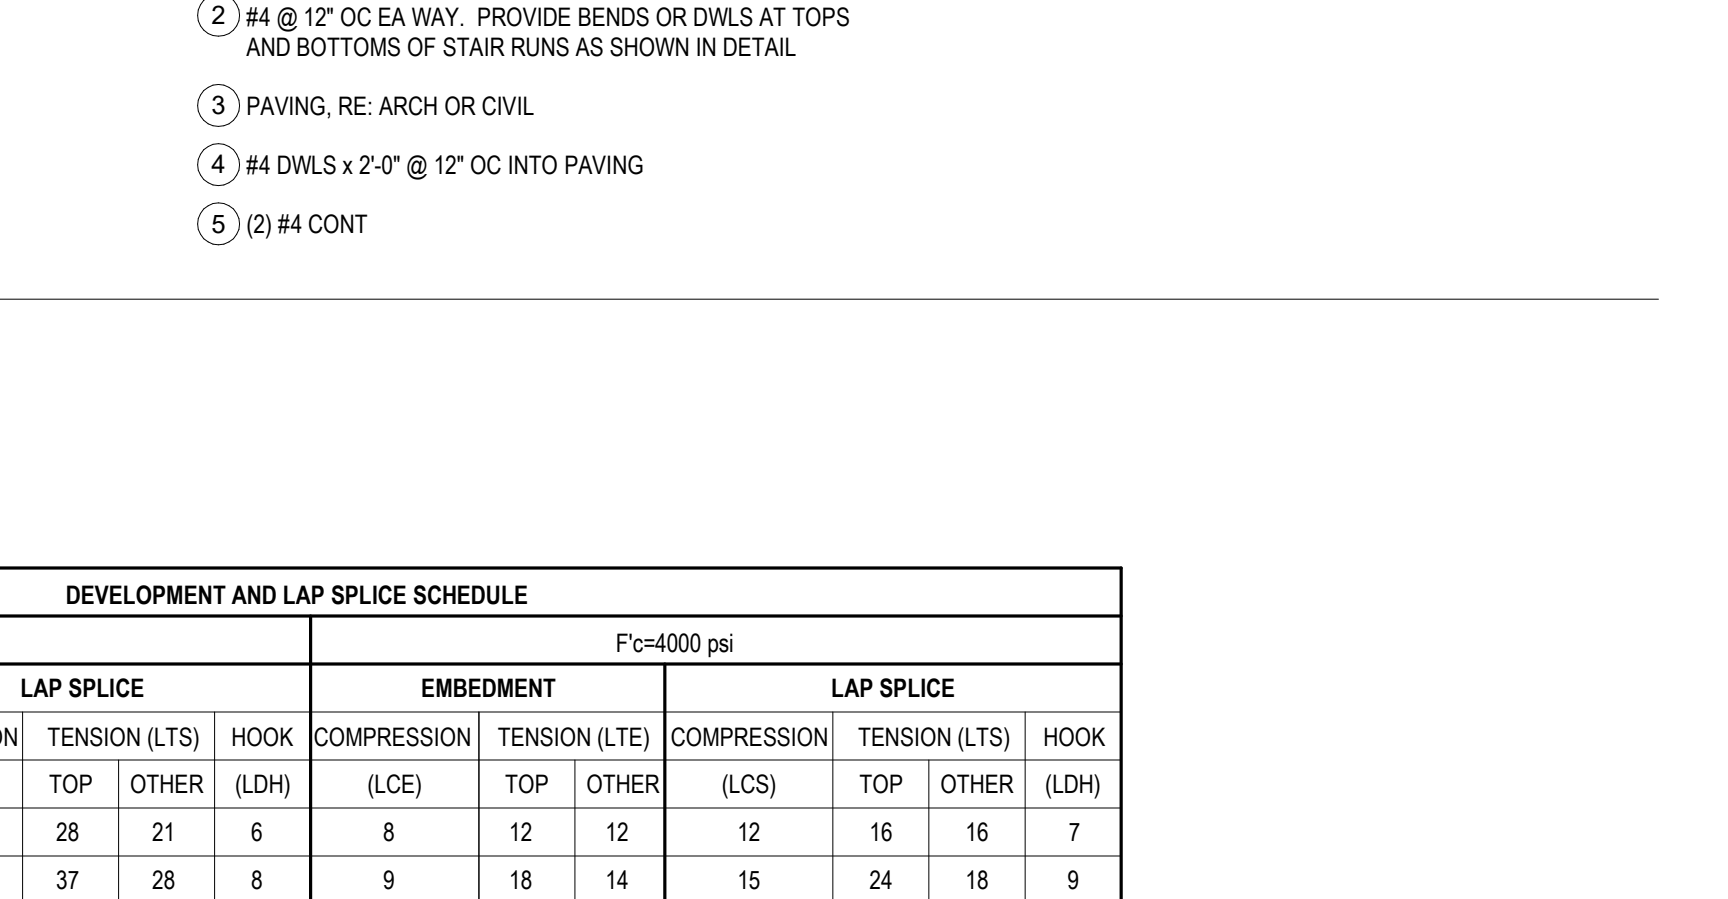 2 #4 @ 12" OC EA WAY. PROVIDE BENDS OR DWLS AT TOPS
AND BOTTOMS OF STAIR RUNS AS SHOWN IN DETAIL
3 PAVING, RE: ARCH OR CIVIL
4 #4 DWLS x 2'-0" @ 12" OC INTO PAVING
5 (2) #4 CONT
DEVELOPMENT AND LAP SPLICE SCHEDULE
F'c=4000 psi
LAP SPLICE EMBEDMENT LAP SPLICE
ON TENSION (LTS) HOOK COMPRESSION TENSION (LTE) COMPRESSION TENSION (LTS) HOOK
TOP OTHER (LDH) (LCE) TOP OTHER (LCS) TOP OTHER (LDH)
28 21 6 8 12 12 12 16 16 7
37 28 8 9 18 14 15 24 18 9